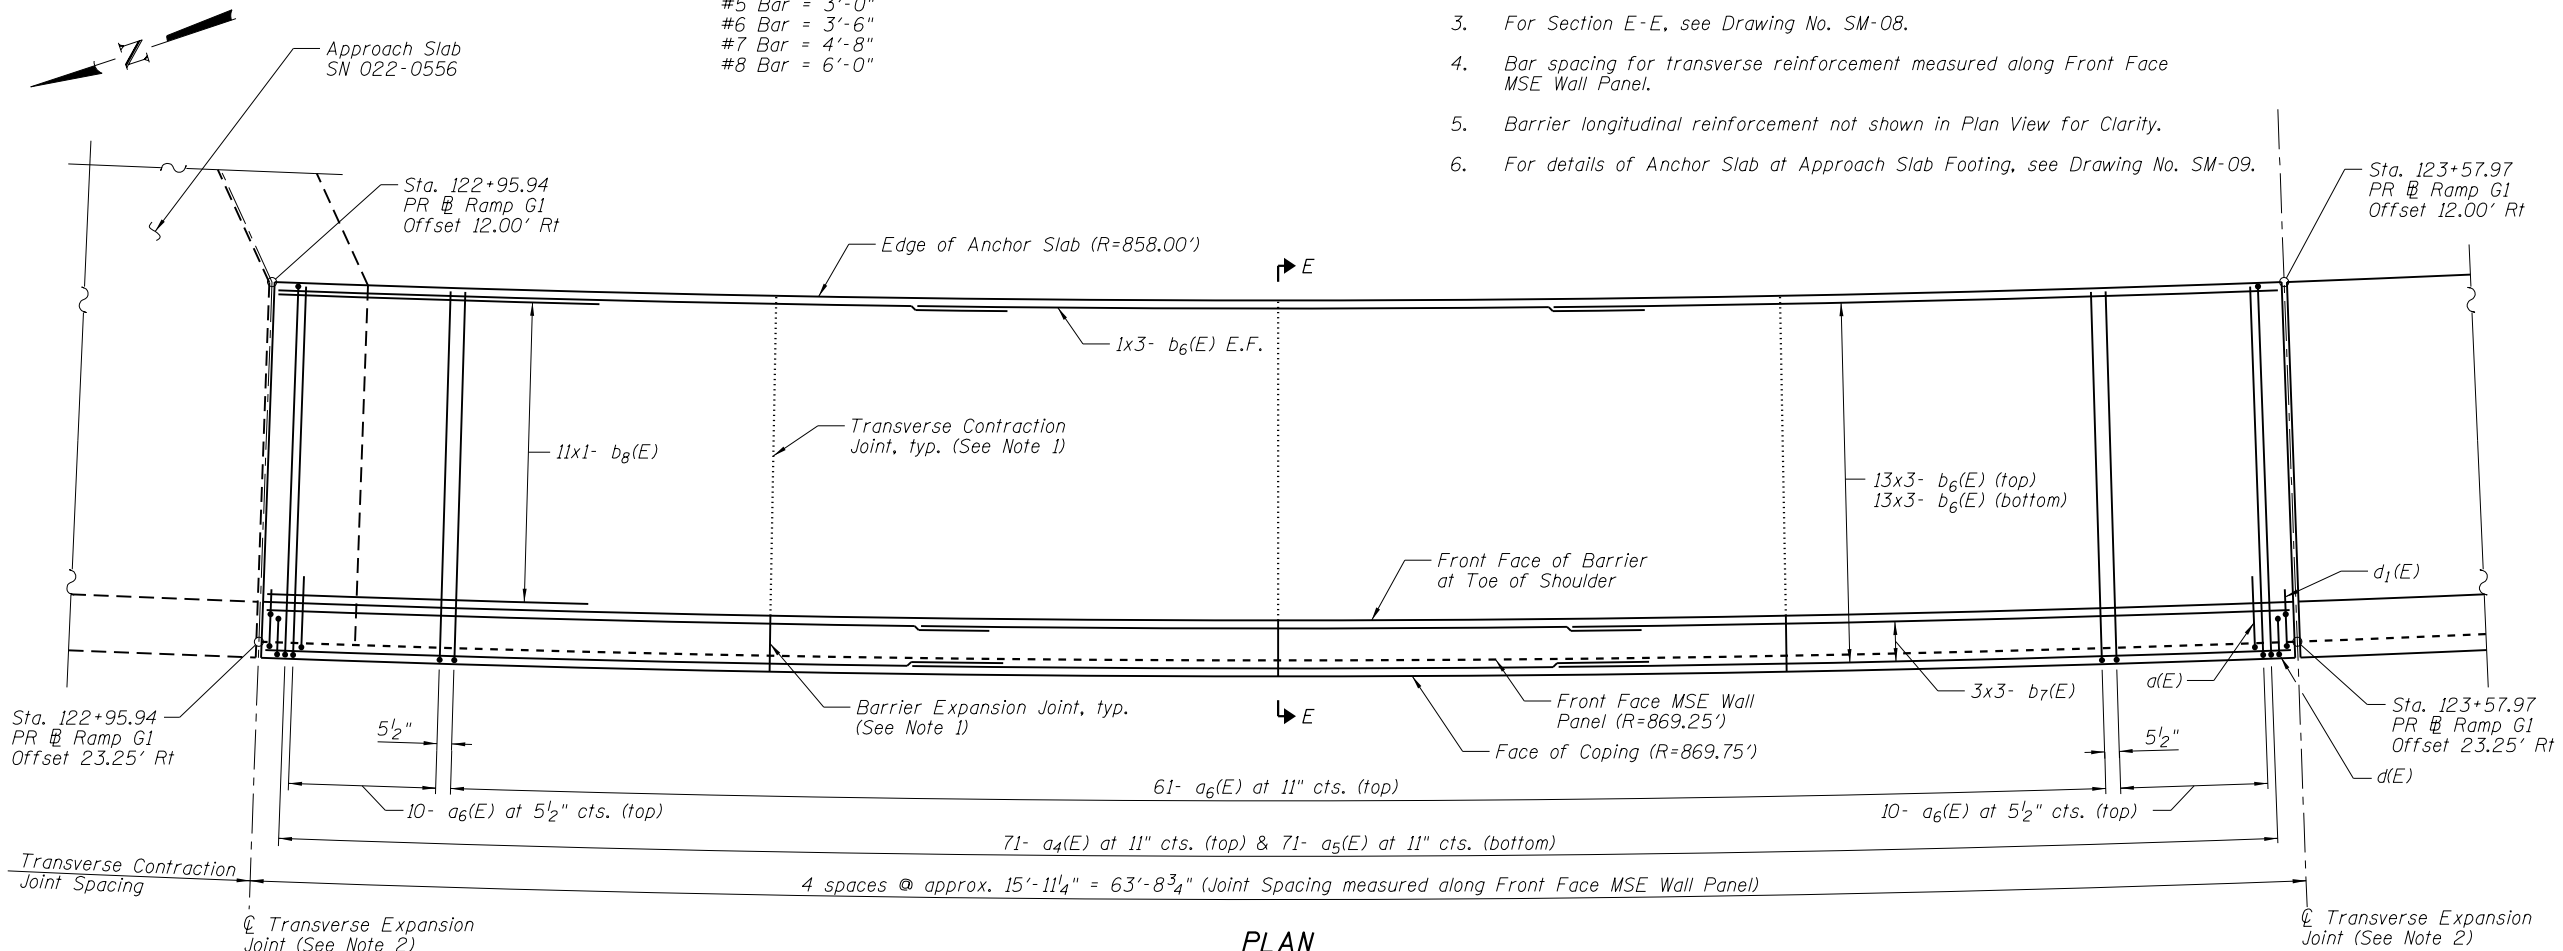 #5 Bar = 3'-0"
#6 Bar = 3'-6"
#7 Bar = 4'-8"
#8 Bar = 6'-0"
3. For Section E-E, see Drawing No. SM-08.
4. Bar spacing for transverse reinforcement measured along Front Face
MSE Wall Panel.
5. Barrier longitudinal reinforcement not shown in Plan View for Clarity.
6. For details of Anchor Slab at Approach Slab Footing, see Drawing No. SM-09.
N
Approach Slab
SN 022-0556
Sta. 122+95.94
PR ℄ Ramp G1
Offset 12.00' Rt
Sta. 123+57.97
PR ℄ Ramp G1
Offset 12.00' Rt
Edge of Anchor Slab (R=858.00')
E
1x3- b6(E) E.F.
Transverse Contraction
Joint, typ. (See Note 1)
11x1- b8(E)
13x3- b6(E) (top)
13x3- b6(E) (bottom)
Front Face of Barrier
at Toe of Shoulder
d1(E)
a(E)
3x3- b7(E)
Barrier Expansion Joint, typ.
(See Note 1)
E
Front Face MSE Wall
Panel (R=869.25')
Face of Coping (R=869.75')
Sta. 122+95.94
PR ℄ Ramp G1
Offset 23.25' Rt
Sta. 123+57.97
PR ℄ Ramp G1
Offset 23.25' Rt
5½"
5½"
d(E)
61- a6(E) at 11" cts. (top)
10- a6(E) at 5½" cts. (top)
10- a6(E) at 5½" cts. (top)
71- a4(E) at 11" cts. (top) & 71- a5(E) at 11" cts. (bottom)
Transverse Contraction
Joint Spacing
4 spaces @ approx. 15'-11¼" = 63'-8¾" (Joint Spacing measured along Front Face MSE Wall Panel)
℄ Transverse Expansion
Joint (See Note 2)
℄ Transverse Expansion
Joint (See Note 2)
PLAN